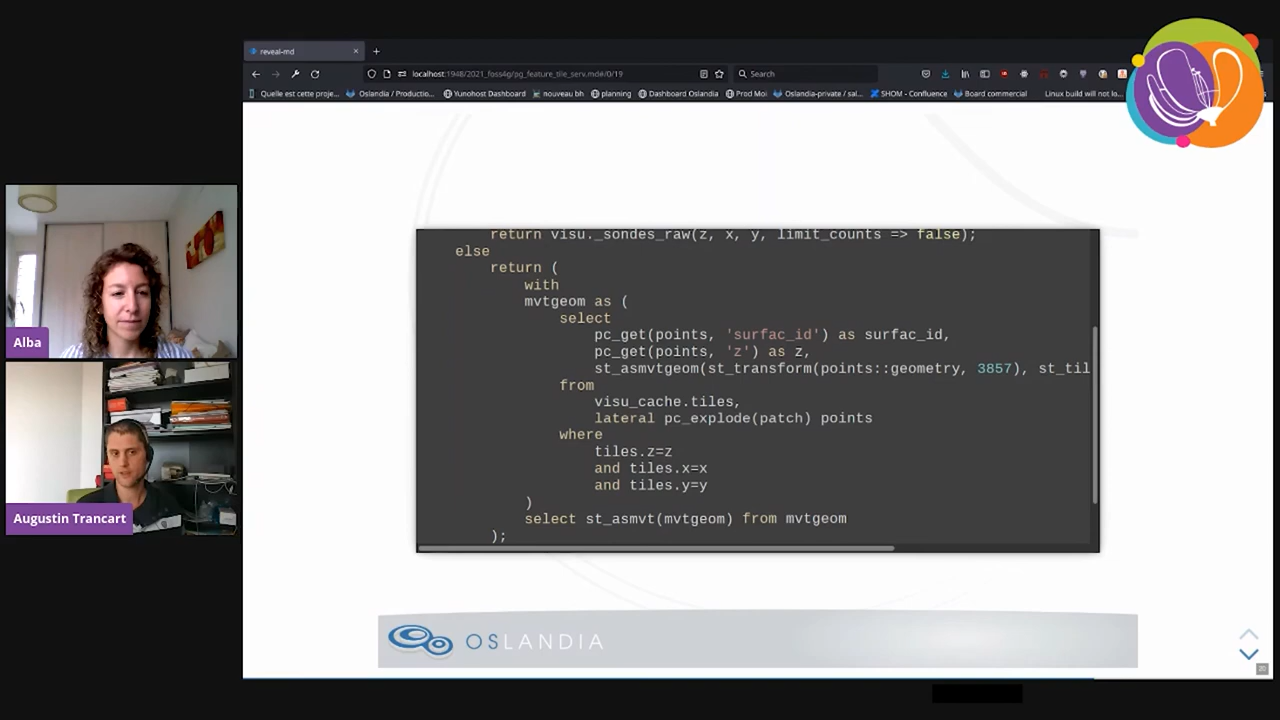 reveal-md
localhost:1948/2021_foss4g/pg_feature_tile_serv.md#/0/19
Search
Quelle est cette proje... Oslandia / Productio... Yunohost Dashboard nouveau bh planning Dashboard Oslandia Prod Moi Oslandia-private / sal... SHOM - Confluence Board commercial Linux build will not lo...
return visu._sondes_raw(z, x, y, limit_counts => false);
else
return (
with
mvtgeom as (
select
pc_get(points, 'surfac_id') as surfac_id,
pc_get(points, 'z') as z,
st_asmvtgeom(st_transform(points::geometry, 3857), st_til
from
visu_cache.tiles,
lateral pc_explode(patch) points
where
tiles.z=z
and tiles.x=x
and tiles.y=y
)
select st_asmvt(mvtgeom) from mvtgeom
);
Alba
Augustin Trancart
OSLANDIA
20